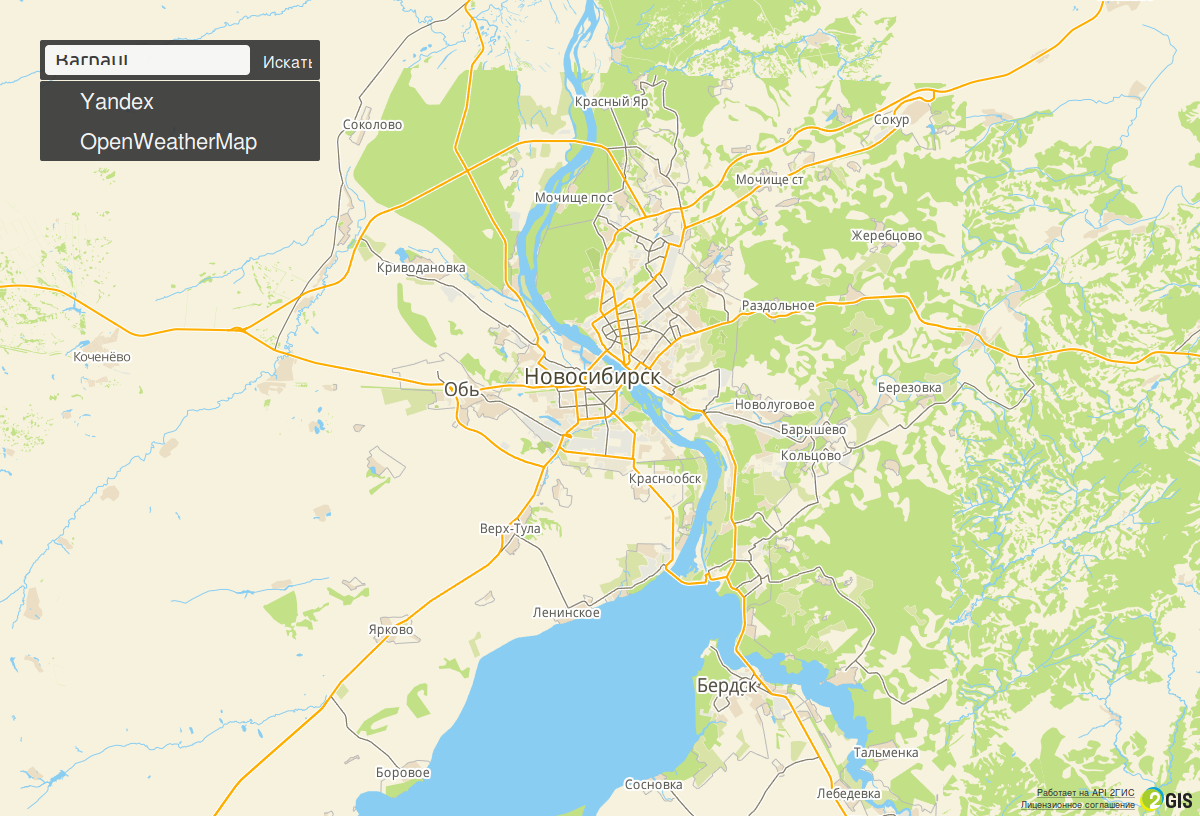 Barnaul
Искать
Yandex
OpenWeatherMap
Красный Яр
Соколово
Сокур
Мочище ст
Мочище пос
Жеребцово
Криводановка
Раздольное
Коченёво
Новосибирск
Обь
Березовка
Новолуговое
Барышево
Кольцово
Краснообск
Верх-Тула
Ленинское
Ярково
Бердск
Тальменка
Боровое
Сосновка
Лебедевка
Работает на API 2ГИС
Лицензионное соглашение
2GIS